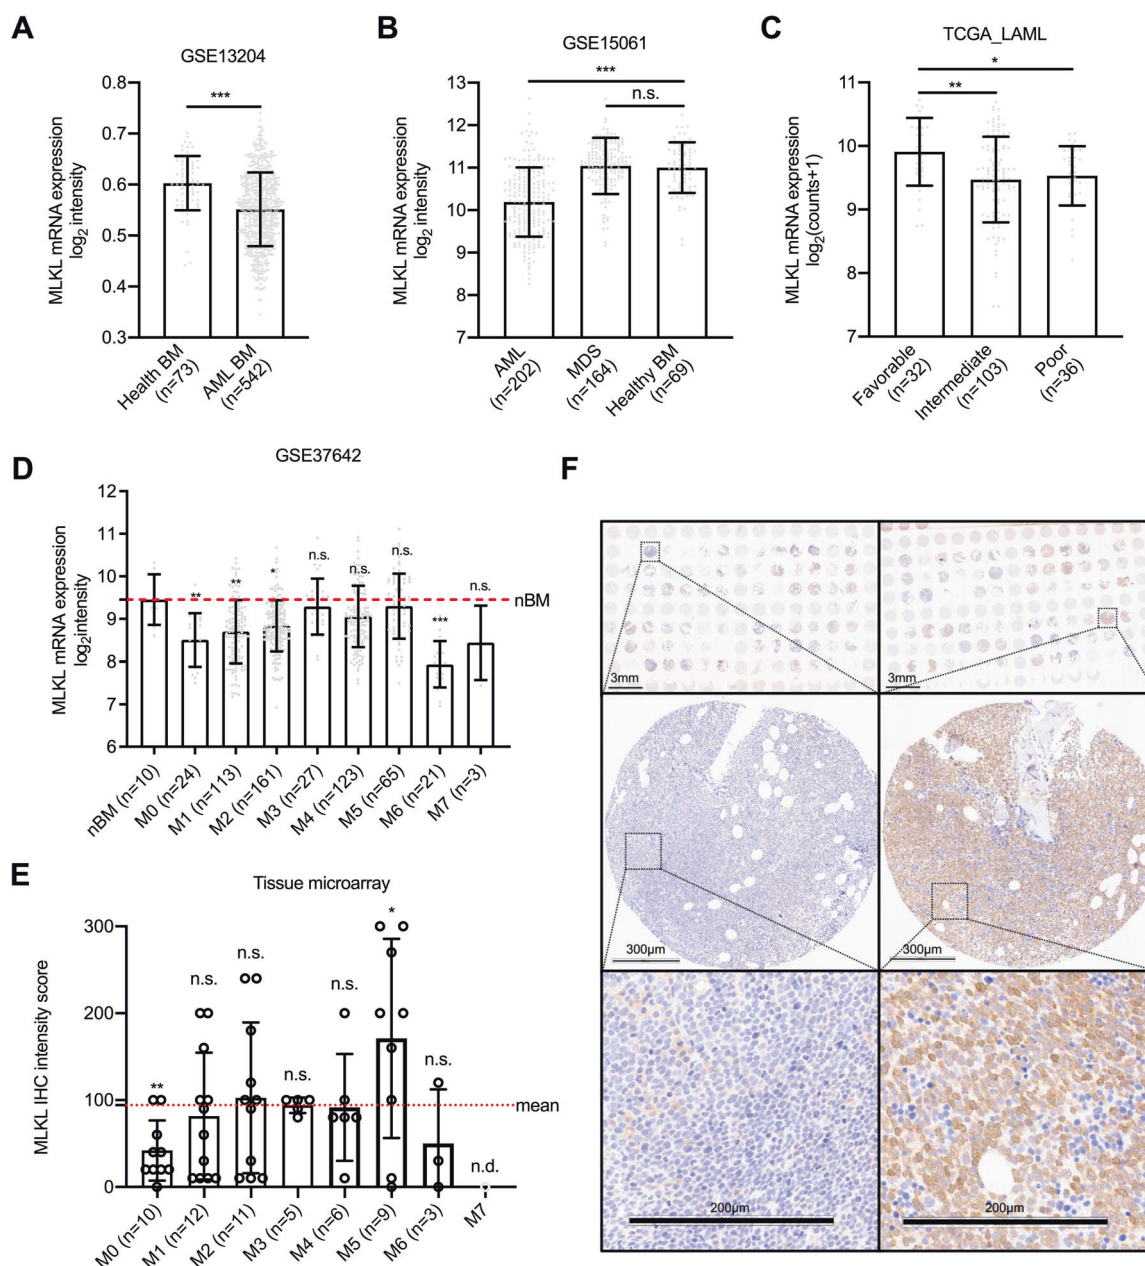 A
GSE13204
MLKL mRNA expression
log2 intensity
0.8
0.7
0.6
0.5
0.4
0.3
***
Health BM
(n=73)
AML BM
(n=542)
B
GSE15061
MLKL mRNA expression
log2 intensity
13
12
11
10
9
8
7
***
n.s.
AML
(n=202)
MDS
(n=164)
Healthy BM
(n=69)
C
TCGA_LAML
MLKL mRNA expression
log2(counts+1)
11
10
9
8
7
*
**
Favorable
(n=32)
Intermediate
(n=103)
Poor
(n=36)
D
GSE37642
MLKL mRNA expression
log2intensity
12
11
10
9
8
7
6
**
**
*
n.s.
n.s.
n.s.
***
n.s.
nBM
nBM (n=10)
M0 (n=24)
M1 (n=113)
M2 (n=161)
M3 (n=27)
M4 (n=123)
M5 (n=65)
M6 (n=21)
M7 (n=3)
E
Tissue microarray
MLKL IHC intensity score
300
200
100
0
**
n.s.
n.s.
n.s.
n.s.
*
n.s.
n.d.
mean
M0 (n=10)
M1 (n=12)
M2 (n=11)
M3 (n=5)
M4 (n=6)
M5 (n=9)
M6 (n=3)
M7
F
3mm
3mm
300µm
300µm
200µm
200µm